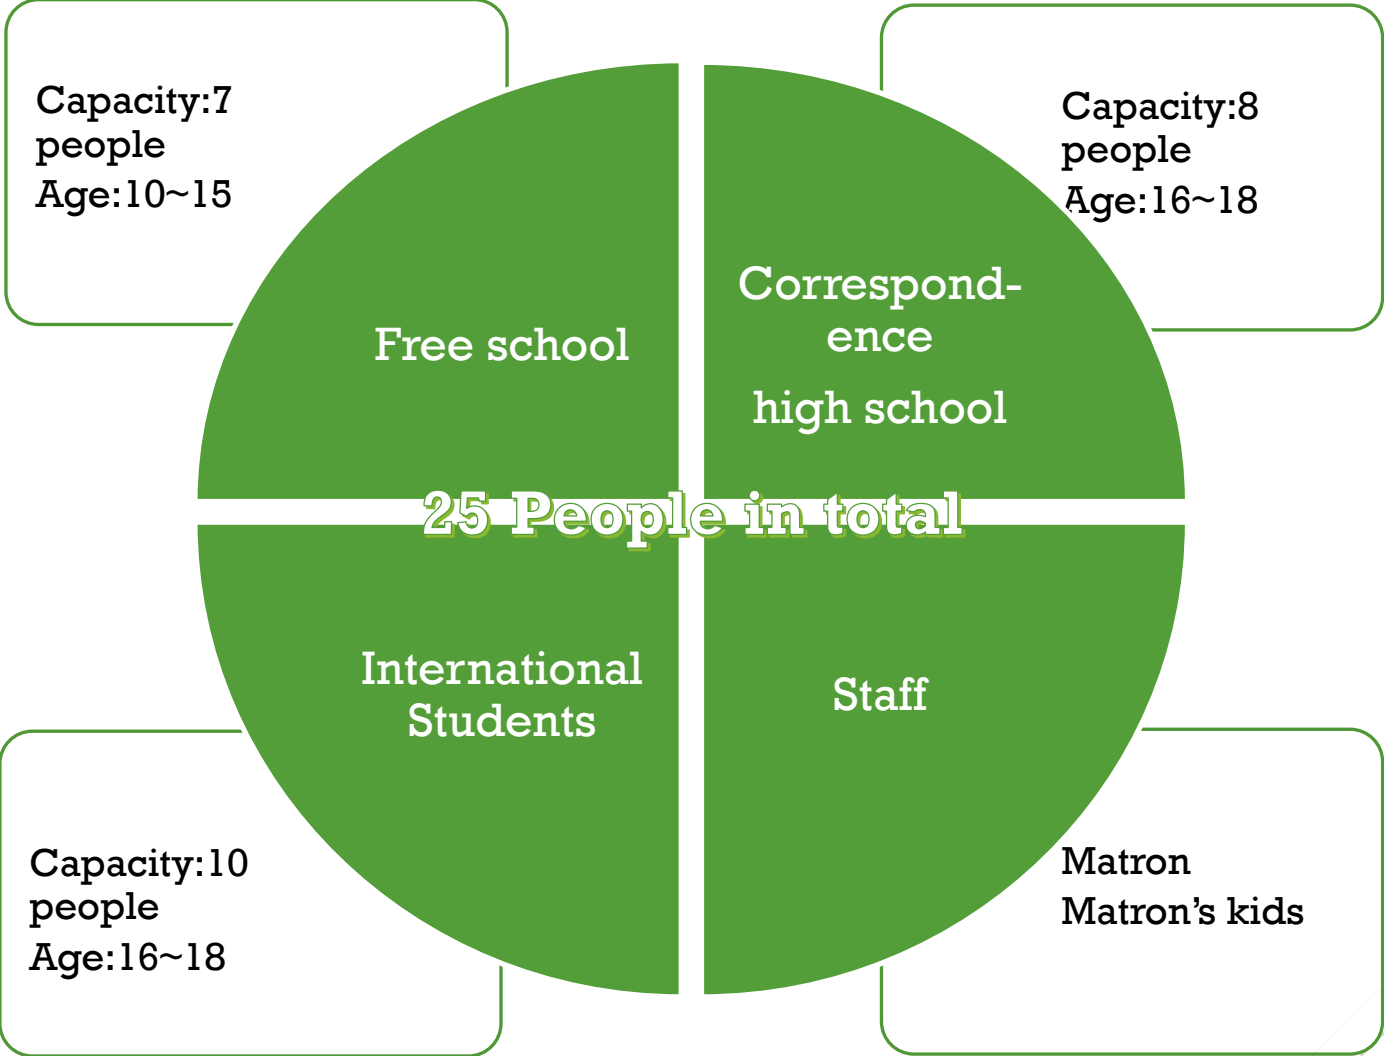 Capacity:7
people
Age:10~15
Capacity:8
people
Age:16~18
Free school
Correspond-
ence
high school
25 People in total
International
Students
Staff
Capacity:10
people
Age:16~18
Matron
Matron’s kids